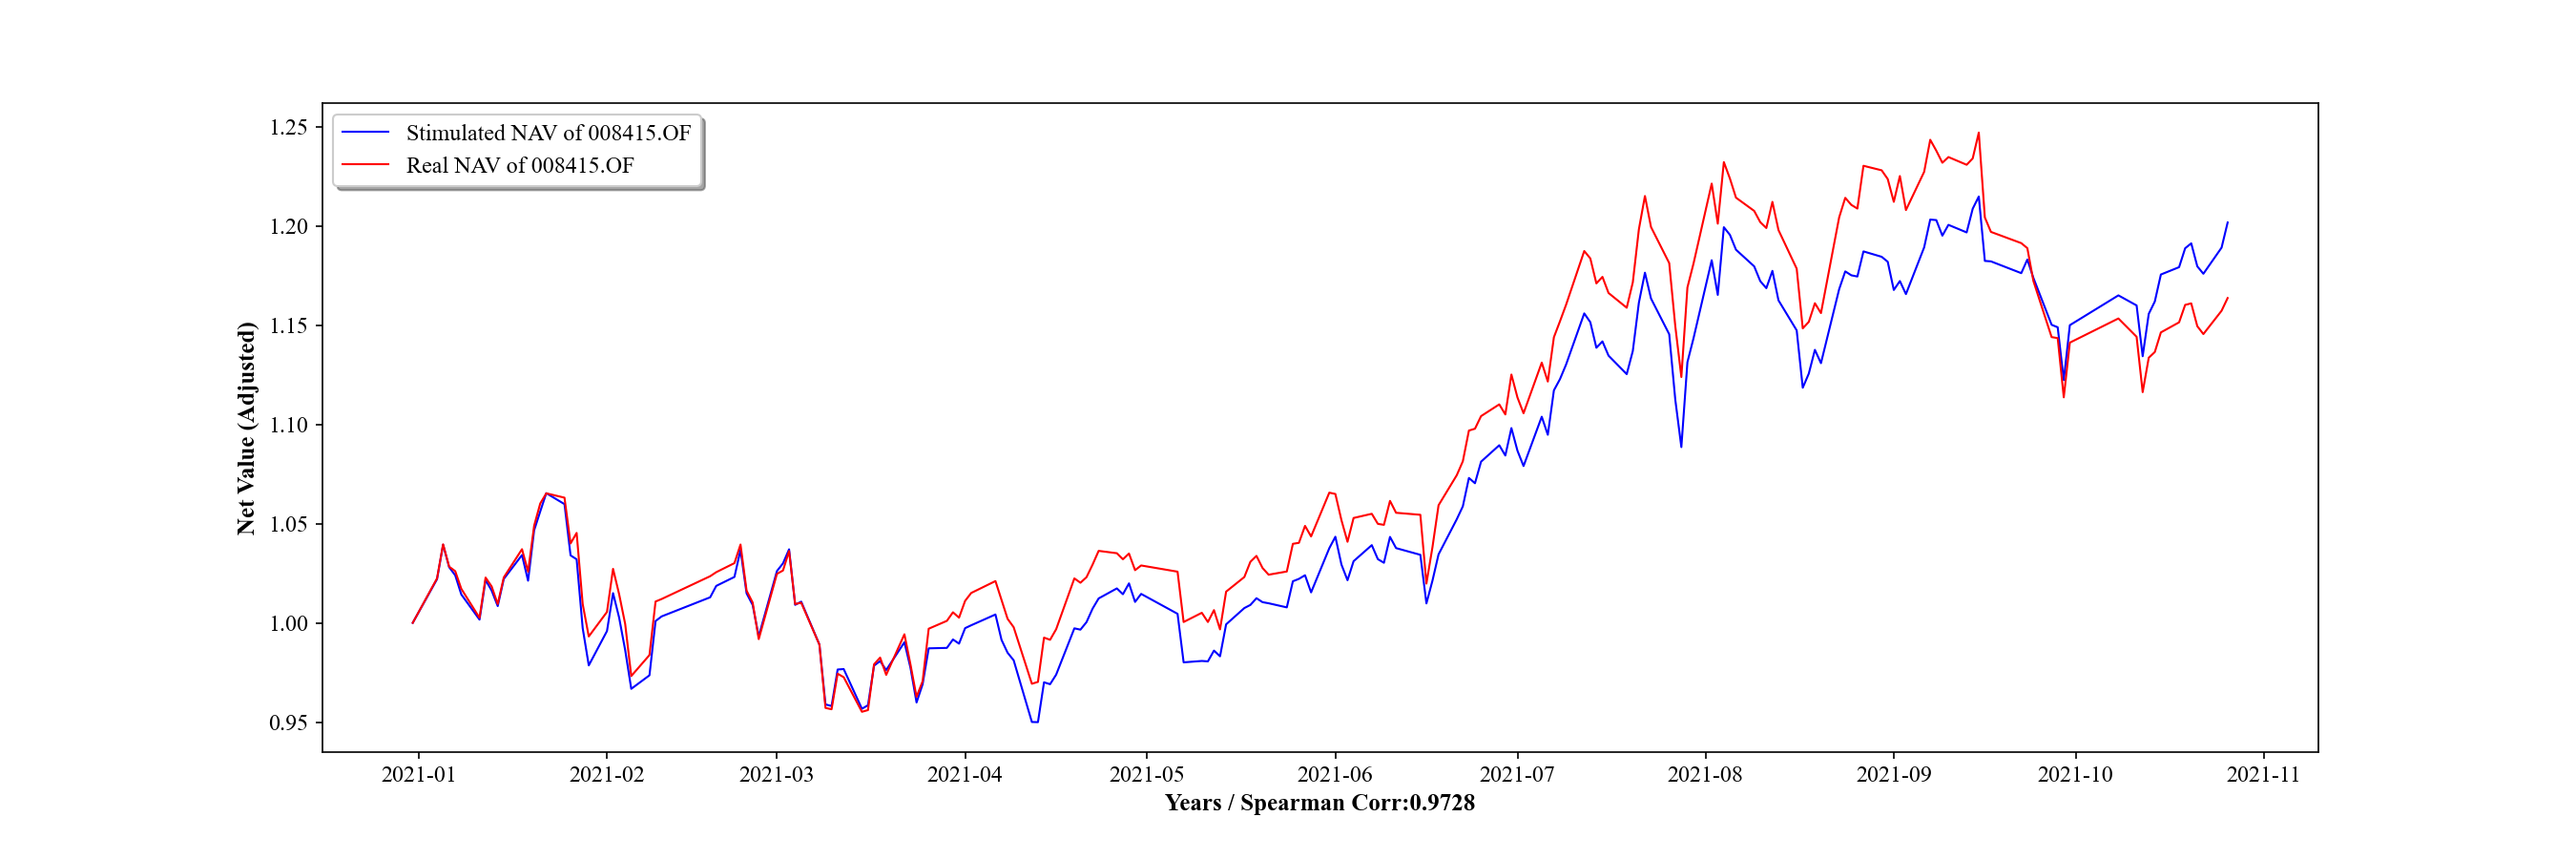 Stimulated NAV of 008415.OF
Real NAV of 008415.OF
Net Value (Adjusted)
1.25
1.20
1.15
1.10
1.05
1.00
0.95
2021-01 2021-02 2021-03 2021-04 2021-05 2021-06 2021-07 2021-08 2021-09 2021-10 2021-11
Years / Spearman Corr:0.9728